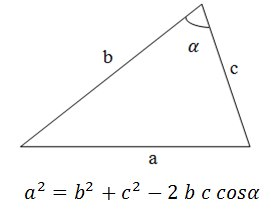 b
α
c
a
a² = b² + c² − 2 b c cosα